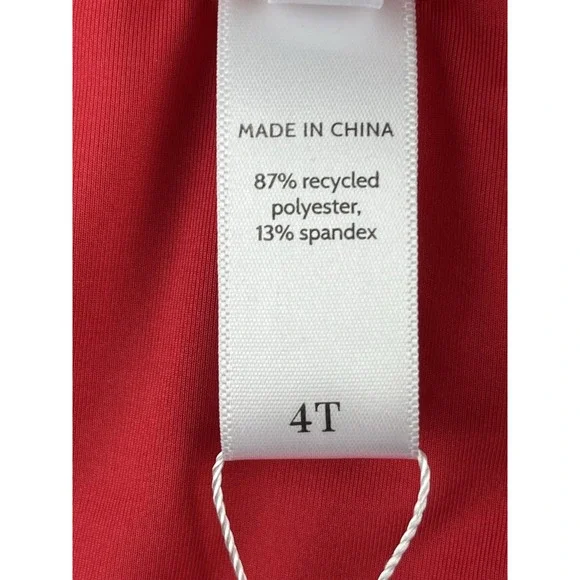 MADE IN CHINA
87% recycled
polyester,
13% spandex
4T